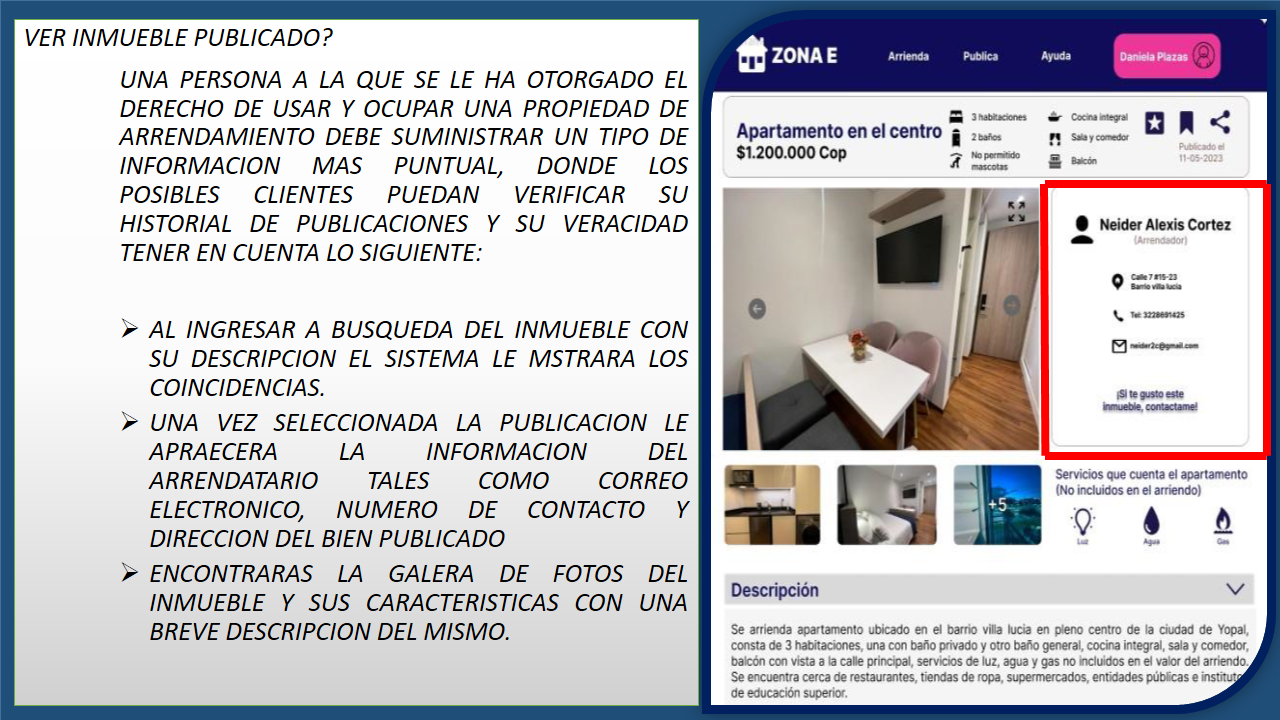 VER INMUEBLE PUBLICADO?
UNA PERSONA A LA QUE SE LE HA OTORGADO EL
DERECHO DE USAR Y OCUPAR UNA PROPIEDAD DE
ARRENDAMIENTO DEBE SUMINISTRAR UN TIPO DE
INFORMACION MAS PUNTUAL, DONDE LOS
POSIBLES CLIENTES PUEDAN VERIFICAR SU
HISTORIAL DE PUBLICACIONES Y SU VERACIDAD
TENER EN CUENTA LO SIGUIENTE:
➢ AL INGRESAR A BUSQUEDA DEL INMUEBLE CON
SU DESCRIPCION EL SISTEMA LE MSTRARA LOS
COINCIDENCIAS.
➢ UNA VEZ SELECCIONADA LA PUBLICACION LE
APRAECERA LA INFORMACION DEL
ARRENDATARIO TALES COMO CORREO
ELECTRONICO, NUMERO DE CONTACTO Y
DIRECCION DEL BIEN PUBLICADO
➢ ENCONTRARAS LA GALERA DE FOTOS DEL
INMUEBLE Y SUS CARACTERISTICAS CON UNA
BREVE DESCRIPCION DEL MISMO.
ZONA E
Arrienda
Publica
Ayuda
Daniela Plazas
Apartamento en el centro
$1.200.000 Cop
3 habitaciones
2 baños
No permitido
mascotas
Cocina integral
Sala y comedor
Balcón
Publicado el
11-05-2023
Neider Alexis Cortez
(Arrendador)
Calle 7 #15-23
Barrio villa lucia
Tel: 3228691425
neider2c@gmail.com
¡Si te gusto este
inmueble, contactame!
+5
Servicios que cuenta el apartamento
(No incluidos en el arriendo)
Luz
Agua
Gas
Descripción
Se arrienda apartamento ubicado en el barrio villa lucia en pleno centro de la ciudad de Yopal,
consta de 3 habitaciones, una con baño privado y otro baño general, cocina integral, sala y comedor,
balcón con vista a la calle principal, servicios de luz, agua y gas no incluidos en el valor del arriendo.
Se encuentra cerca de restaurantes, tiendas de ropa, supermercados, entidades públicas e institutos
de educación superior.